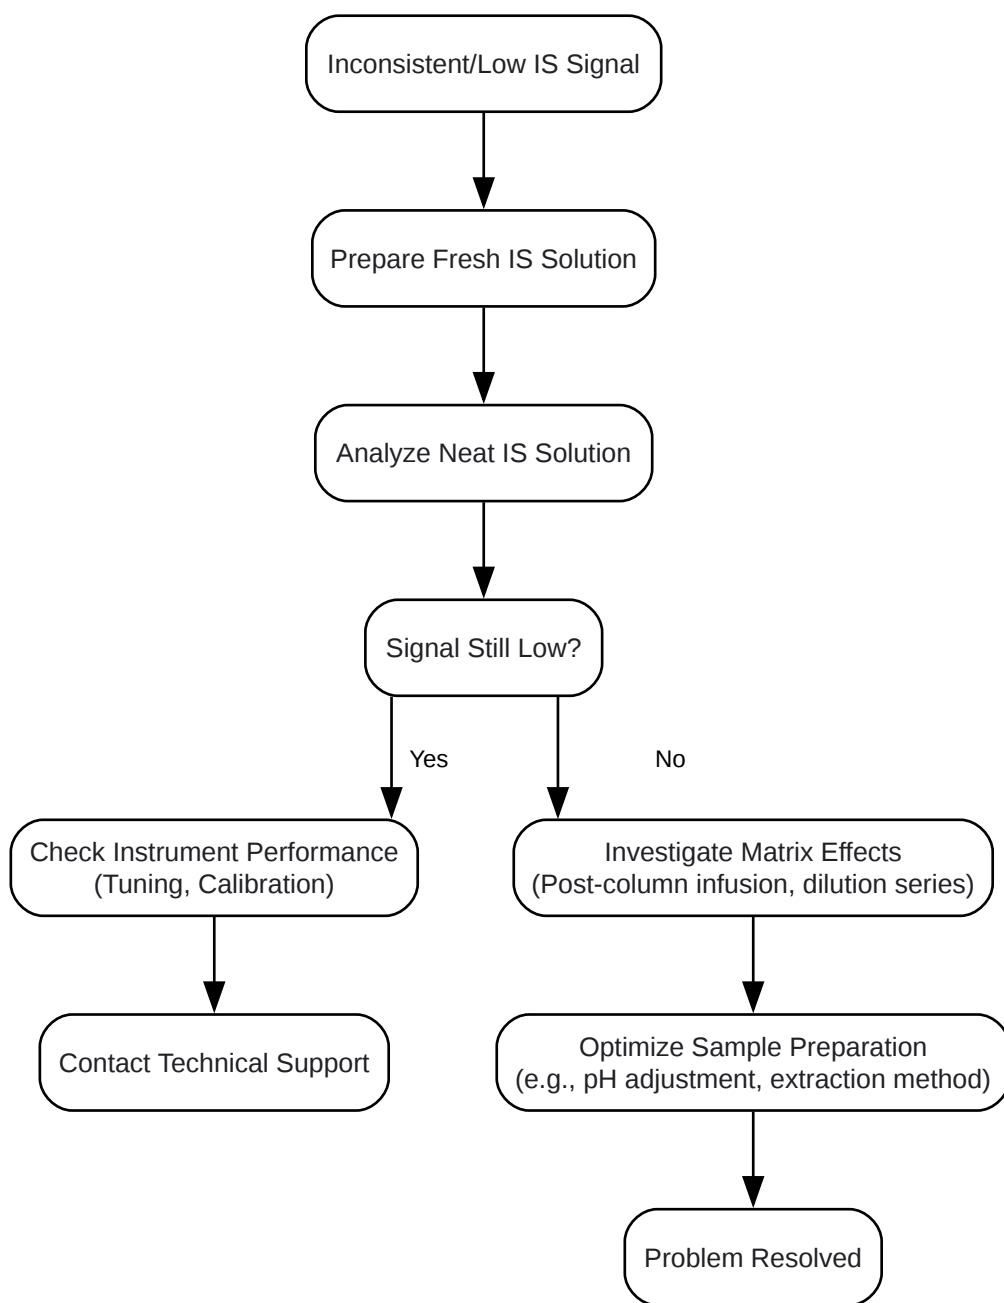 Inconsistent/Low IS Signal
Prepare Fresh IS Solution
Analyze Neat IS Solution
Signal Still Low?
Yes
No
Check Instrument Performance
(Tuning, Calibration)
Investigate Matrix Effects
(Post-column infusion, dilution series)
Contact Technical Support
Optimize Sample Preparation
(e.g., pH adjustment, extraction method)
Problem Resolved